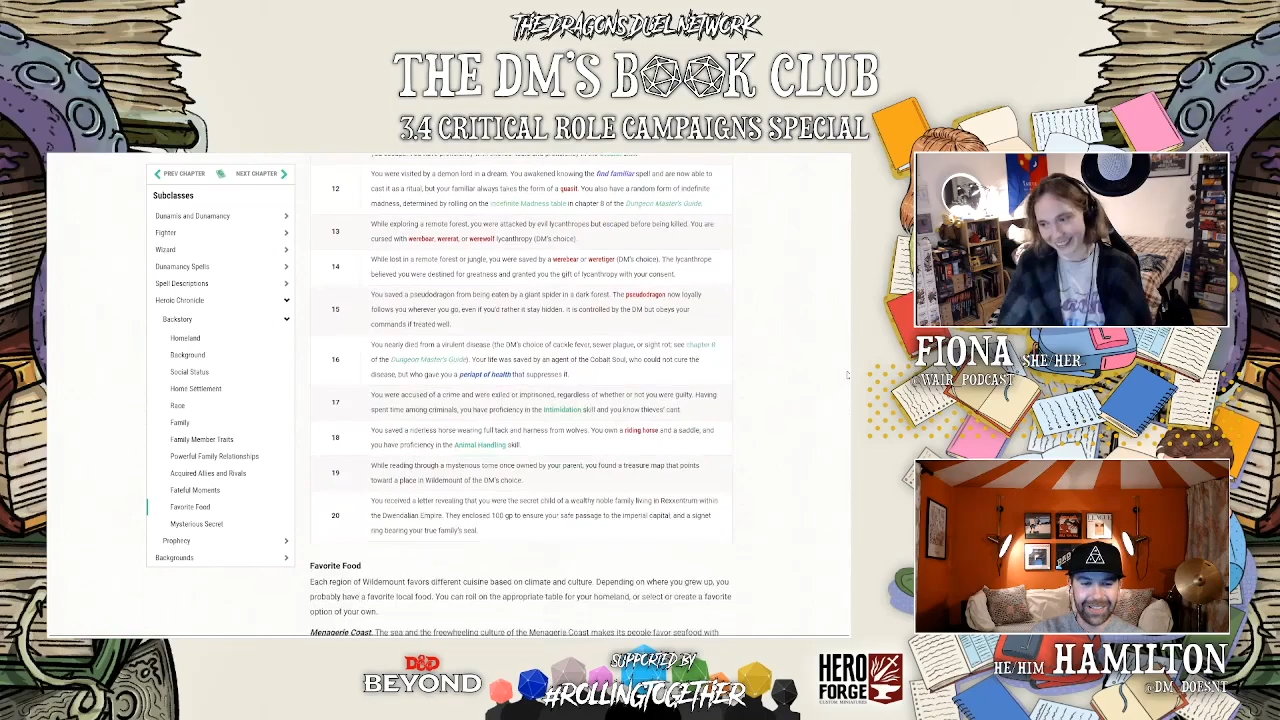 THE DRAGONS DUEL NETWORK
THE DM'S BOOK CLUB
3.4 CRITICAL ROLE CAMPAIGNS SPECIAL
PREV CHAPTER
NEXT CHAPTER
Subclasses
Dunamis and Dunamancy
Fighter
Wizard
Dunamancy Spells
Spell Descriptions
Heroic Chronicle
Backstory
Homeland
Background
Social Status
Home Settlement
Race
Family
Family Member Traits
Powerful Family Relationships
Acquired Allies and Rivals
Fateful Moments
Favorite Food
Mysterious Secret
Prophecy
Backgrounds
12
You were visited by a demon lord in a dream. You awakened knowing the find familiar spell and are now able to
cast it as a ritual, but your familiar always takes the form of a quasit. You also have a random form of indefinite
madness, determined by rolling on the Indefinite Madness table in chapter 8 of the Dungeon Master's Guide.
13
While exploring a remote forest, you were attacked by evil lycanthropes but escaped before being killed. You are
cursed with werebear, wererat, or werewolf lycanthropy (DM's choice).
14
While lost in a remote forest or jungle, you were saved by a werebear or weretiger (DM's choice). The lycanthrope
believed you were destined for greatness and granted you the gift of lycanthropy with your consent.
15
You saved a pseudodragon from being eaten by a giant spider in a dark forest. The pseudodragon now loyally
follows you wherever you go, even if you'd rather it stay hidden. It is controlled by the DM but obeys your
commands if treated well.
16
You nearly died from a virulent disease (the DM's choice of cackle fever, sewer plague, or sight rot; see chapter 8
of the Dungeon Master's Guide). Your life was saved by an agent of the Cobalt Soul, who could not cure the
disease, but who gave you a periapt of health that suppresses it.
17
You were accused of a crime and were exiled or imprisoned, regardless of whether or not you were guilty. Having
spent time among criminals, you have proficiency in the Intimidation skill and you know thieves' cant.
18
You saved a riderless horse wearing full tack and harness from wolves. You own a riding horse and a saddle, and
you have proficiency in the Animal Handling skill.
19
While reading through a mysterious tome once owned by your parent, you found a treasure map that points
toward a place in Wildemount of the DM's choice.
20
You received a letter revealing that you were the secret child of a wealthy noble family living in Rexxentrum within
the Dwendalian Empire. They enclosed 100 gp to ensure your safe passage to the imperial capital, and a signet
ring bearing your true family's seal.
Favorite Food
Each region of Wildemount favors different cuisine based on climate and culture. Depending on where you grew up, you
probably have a favorite local food. You can roll on the appropriate table for your homeland, or select or create a favorite
option of your own.
Menagerie Coast. The sea and the freewheeling culture of the Menagerie Coast makes its people favor seafood with
FIONA SHE/HER
@WAIR_PODCAST
HE/HIM HAMILTON
@DM_DOESNT
D&D
BEYOND
SUPPORTED BY
#ROLLINGTOGETHER
HERO
FORGE
CUSTOM MINIATURES